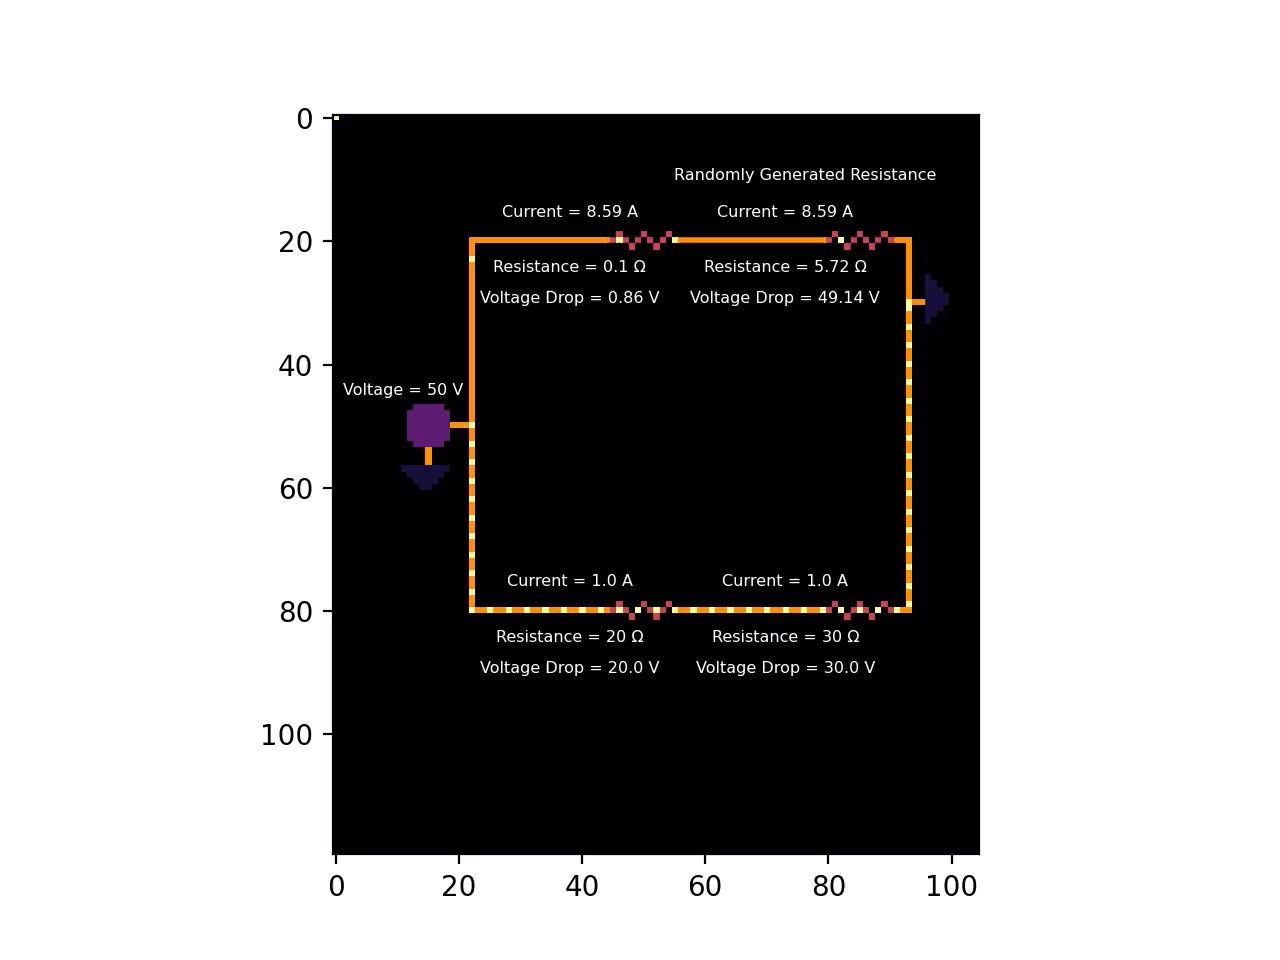 0
Randomly Generated Resistance
Current = 8.59 A
Current = 8.59 A
20
Resistance = 0.1 Ω
Resistance = 5.72 Ω
Voltage Drop = 0.86 V
Voltage Drop = 49.14 V
40
Voltage = 50 V
60
Current = 1.0 A
Current = 1.0 A
80
Resistance = 20 Ω
Resistance = 30 Ω
Voltage Drop = 20.0 V
Voltage Drop = 30.0 V
100
0
20
40
60
80
100